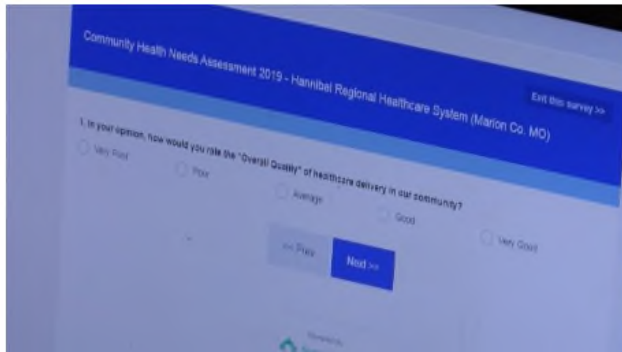 Community Health Needs Assessment 2019 - Hannibal Regional Healthcare System (Marion Co. MO)
Exit this survey >>
1. In your opinion, how would you rate the "Overall Quality" of healthcare delivery in our community?
Very Poor
Poor
Average
Good
Very Good
<< Prev
Next >>
Powered by